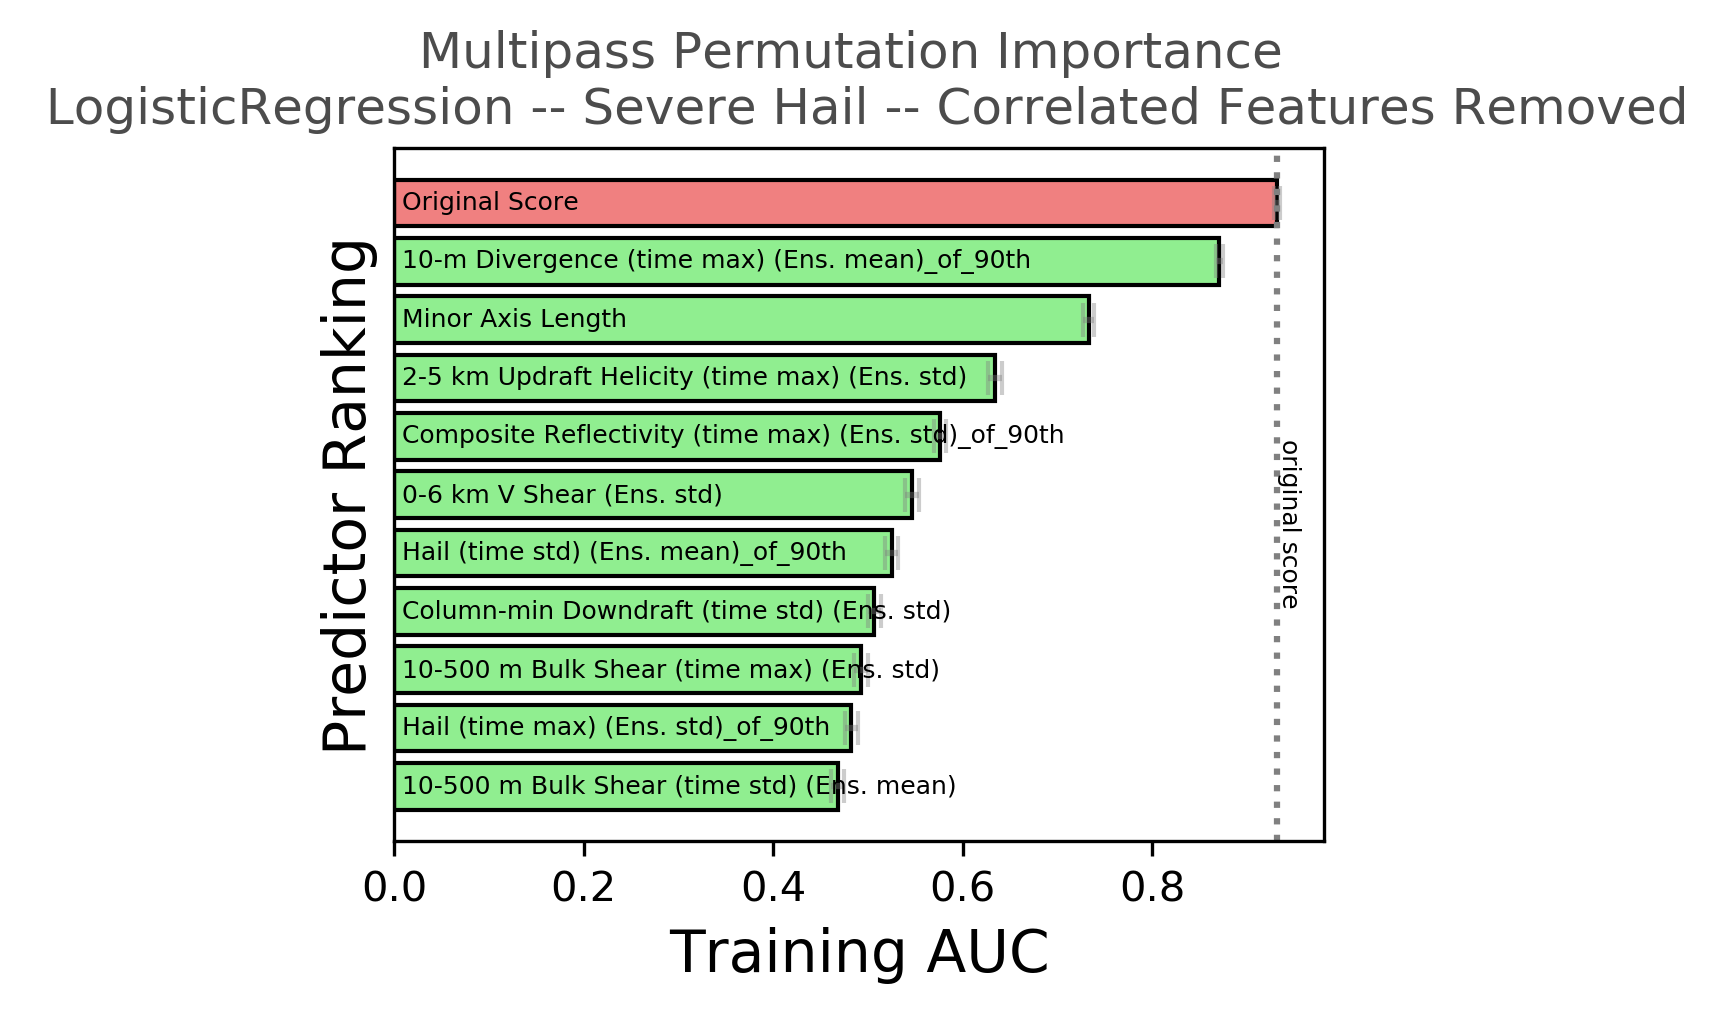 Multipass Permutation Importance
LogisticRegression -- Severe Hail -- Correlated Features Removed
Predictor Ranking
Original Score
10-m Divergence (time max) (Ens. mean)_of_90th
Minor Axis Length
2-5 km Updraft Helicity (time max) (Ens. std)
Composite Reflectivity (time max) (Ens. std)_of_90th
0-6 km V Shear (Ens. std)
Hail (time std) (Ens. mean)_of_90th
Column-min Downdraft (time std) (Ens. std)
10-500 m Bulk Shear (time max) (Ens. std)
Hail (time max) (Ens. std)_of_90th
10-500 m Bulk Shear (time std) (Ens. mean)
original score
0.0 0.2 0.4 0.6 0.8
Training AUC